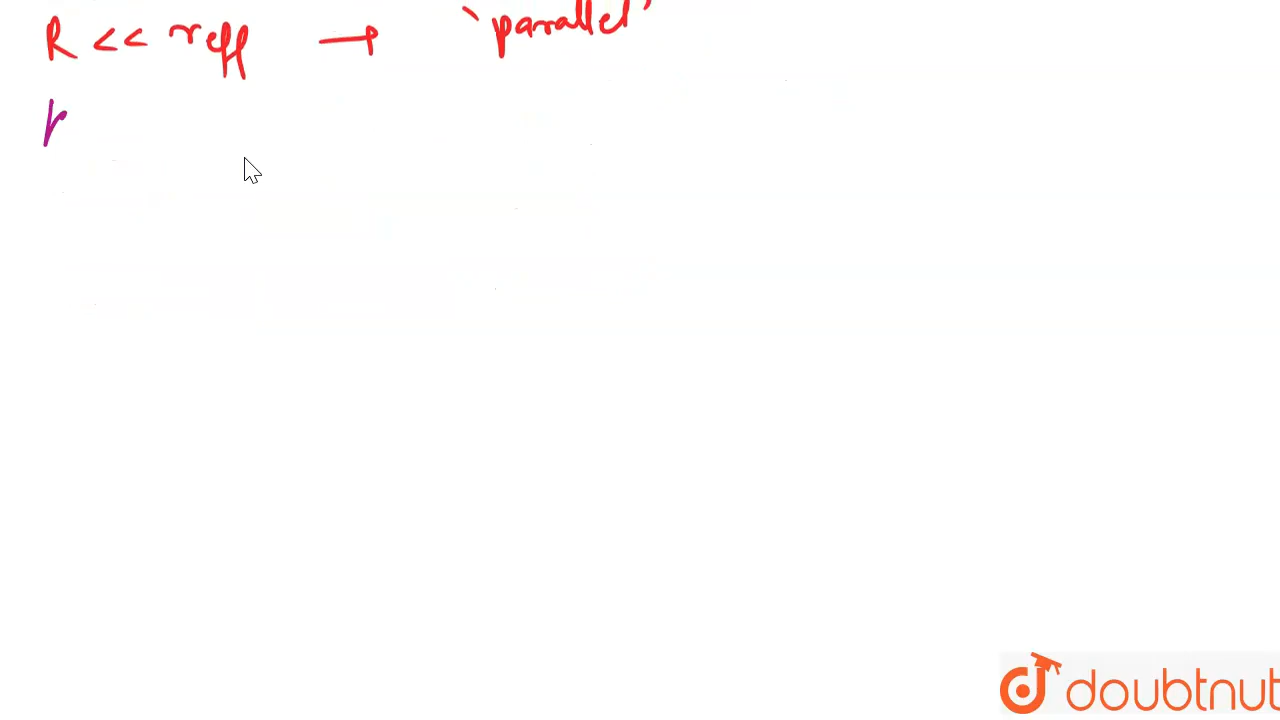 R << reff → 'parallel'
r
doubtnut